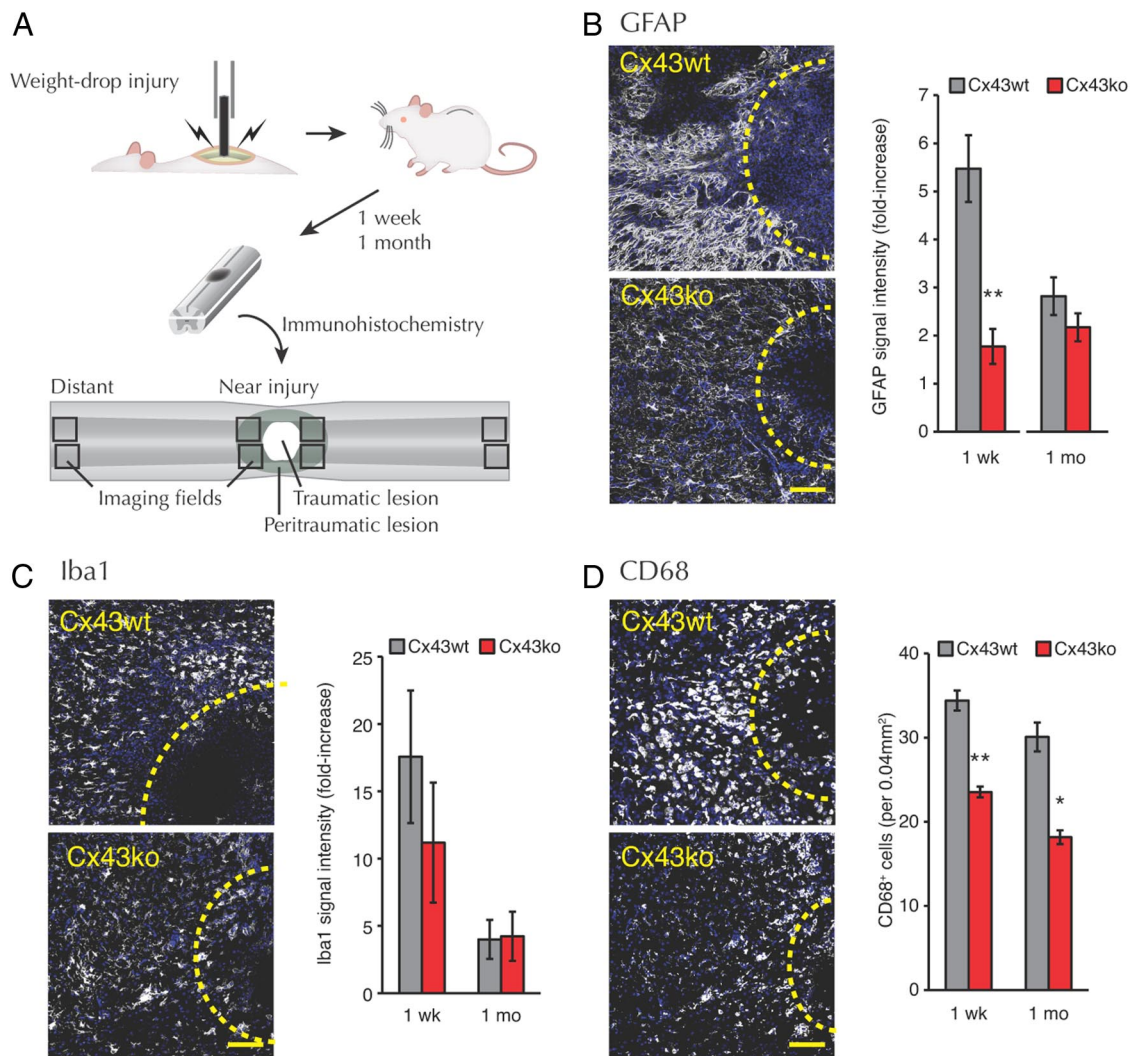 A
Weight-drop injury
1 week
1 month
Immunohistochemistry
Distant
Near injury
Imaging fields
Traumatic lesion
Peritraumatic lesion
B GFAP
Cx43wt
Cx43ko
Cx43wt Cx43ko
GFAP signal intensity (fold-increase)
7
6
5
4
3
2
1
0
**
1 wk
1 mo
C Iba1
Cx43wt
Cx43ko
Cx43wt Cx43ko
Iba1 signal intensity (fold-increase)
25
20
15
10
5
0
1 wk
1 mo
D CD68
Cx43wt
Cx43ko
Cx43wt Cx43ko
CD68⁺ cells (per 0.04mm²)
40
30
20
10
0
**
*
1 wk
1 mo